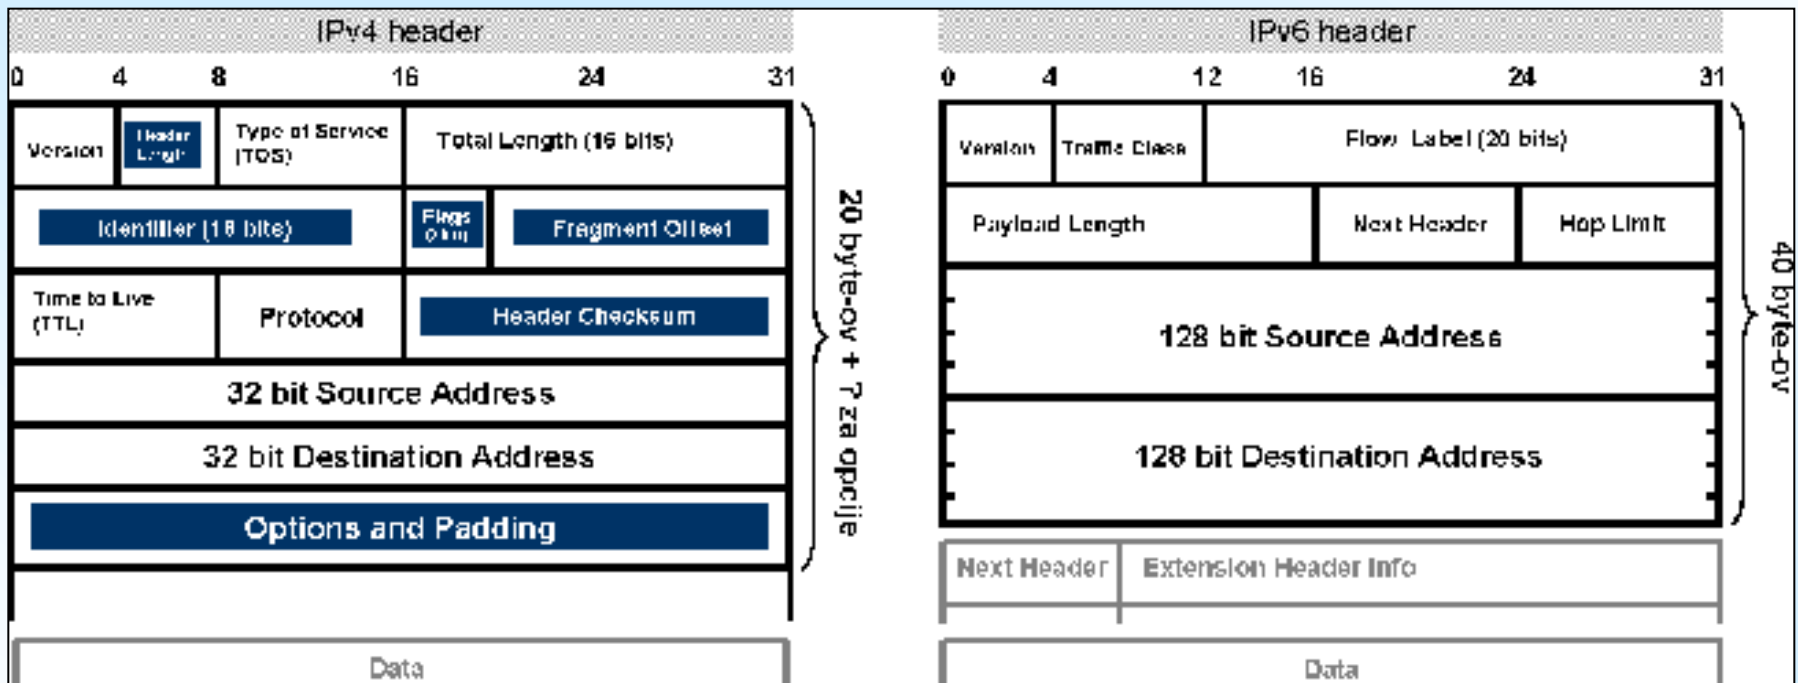 IPv4 header
0 4 8 16 24 31
Version
Header
Length
Type of Service
(TOS)
Total Length (16 bits)
Identifier (16 bits)
Flags
Fragment Offset
Time to Live
(TTL)
Protocol
Header Checksum
32 bit Source Address
32 bit Destination Address
Options and Padding
Data
20 byte-ov + ? za opcije
IPv6 header
0 4 12 16 24 31
Version
Traffic Class
Flow Label (20 bits)
Payload Length
Next Header
Hop Limit
128 bit Source Address
128 bit Destination Address
Next Header
Extension Header Info
Data
40 byte-ov